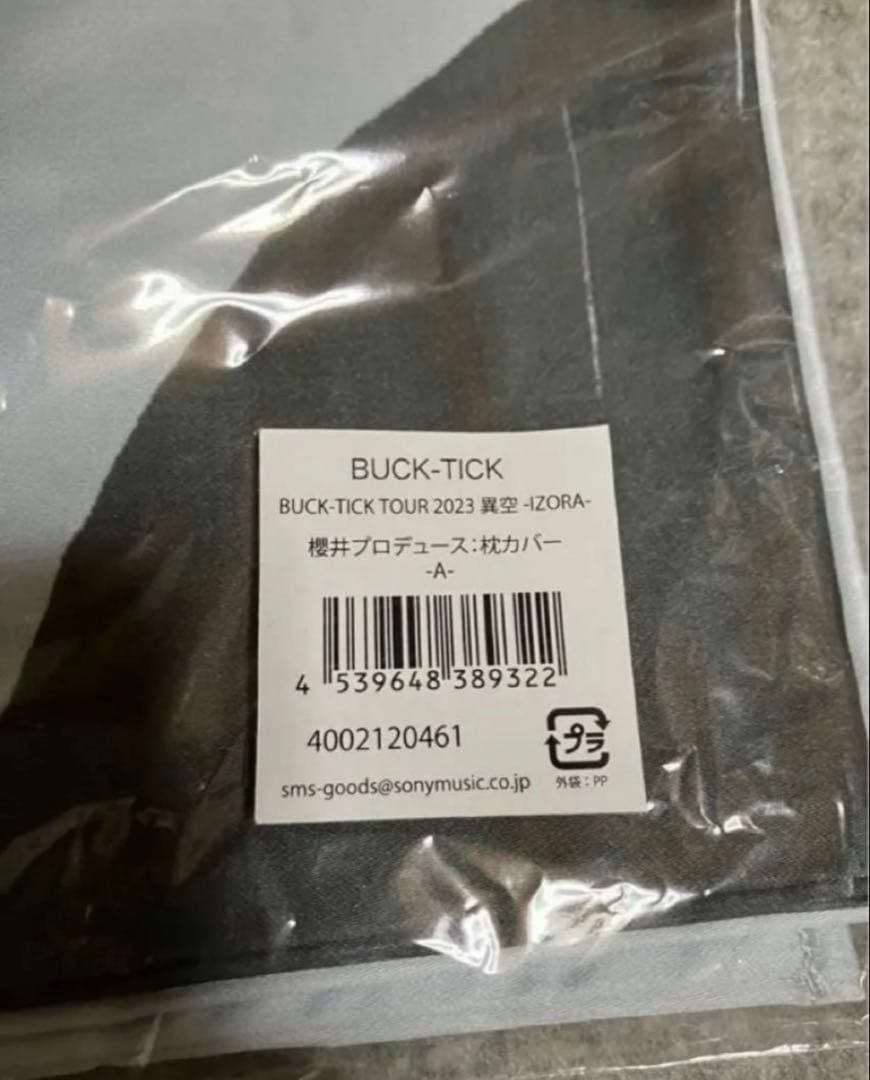 BUCK-TICK
BUCK-TICK TOUR 2023 異空 -IZORA-
櫻井プロデュース:枕カバー
-A-
4 539648 389322
4002120461
プラ
sms-goods@sonymusic.co.jp
外袋:PP